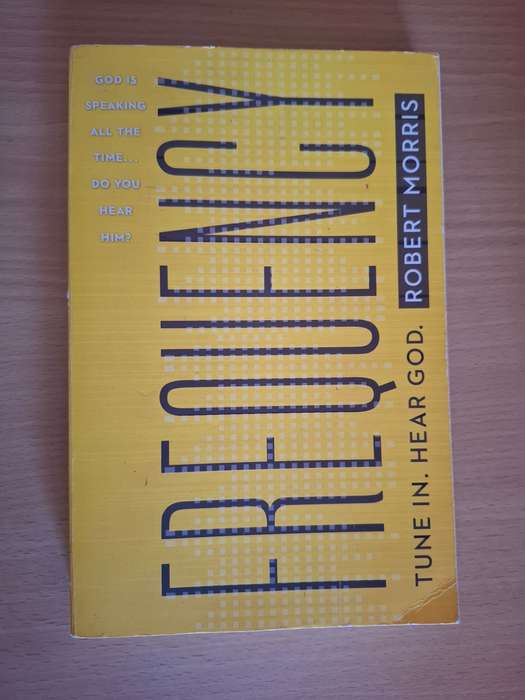 GOD IS
SPEAKING
ALL THE
TIME...
DO YOU
HEAR
HIM?
FREQUENCY
TUNE IN. HEAR GOD. ROBERT MORRIS